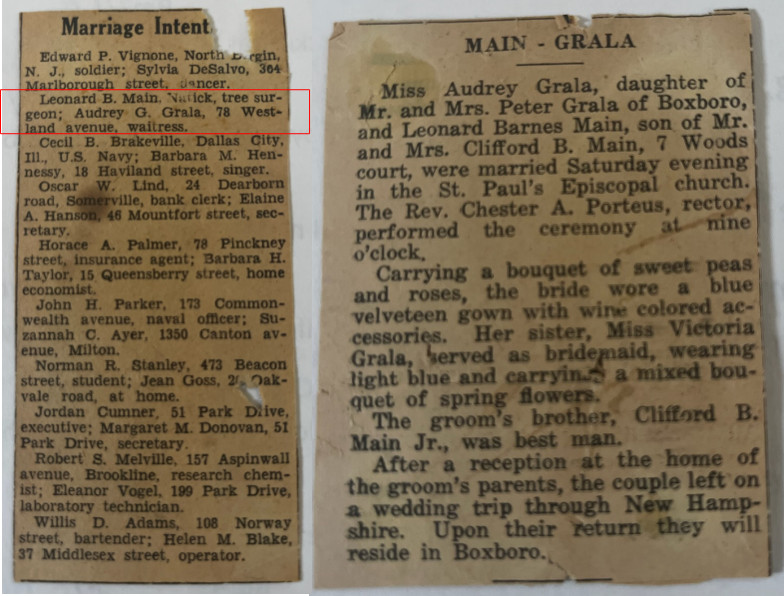 Marriage Intent
Edward P. Vignone, North Bergin,
N. J., soldier; Sylvia DeSalvo, 364
Marlborough street, dancer.
Leonard B. Main, Natick, tree sur-
geon; Audrey G. Grala, 78 West-
land avenue, waitress.
Cecil B. Brakeville, Dallas City,
Ill., U.S. Navy; Barbara M. Hen-
nessy, 18 Haviland street, singer.
Oscar W. Lind, 24 Dearborn
road, Somerville, bank clerk; Elaine
A. Hanson, 46 Mountfort street, sec-
retary.
Horace A. Palmer, 78 Pinckney
street, insurance agent; Barbara H.
Taylor, 15 Queensberry street, home
economist.
John H. Parker, 173 Common-
wealth avenue, naval officer; Su-
zannah C. Ayer, 1350 Canton av-
enue, Milton.
Norman R. Stanley, 473 Beacon
street, student; Jean Goss, Oak-
vale road, at home.
Jordan Cumner, 51 Park Drive,
executive; Margaret M. Donovan, 51
Park Drive, secretary.
Robert S. Melville, 157 Aspinwall
avenue, Brookline, research chem-
ist; Eleanor Vogel, 199 Park Drive,
laboratory technician.
Willis D. Adams, 108 Norway
street, bartender; Helen M. Blake,
37 Middlesex street, operator.
MAIN - GRALA
Miss Audrey Grala, daughter of
Mr. and Mrs. Peter Grala of Boxboro,
and Leonard Barnes Main, son of Mr.
and Mrs. Clifford B. Main, 7 Woods
court, were married Saturday evening
in the St. Paul's Episcopal church.
The Rev. Chester A. Porteus, rector,
performed the ceremony at nine
o'clock.
Carrying a bouquet of sweet peas
and roses, the bride wore a blue
velveteen gown with wine colored ac-
cessories. Her sister, Miss Victoria
Grala, served as bridemaid, wearing
light blue and carrying a mixed bou-
quet of spring flowers.
The groom's brother, Clifford B.
Main Jr., was best man.
After a reception at the home of
the groom's parents, the couple left on
a wedding trip through New Hamp-
shire. Upon their return they will
reside in Boxboro.